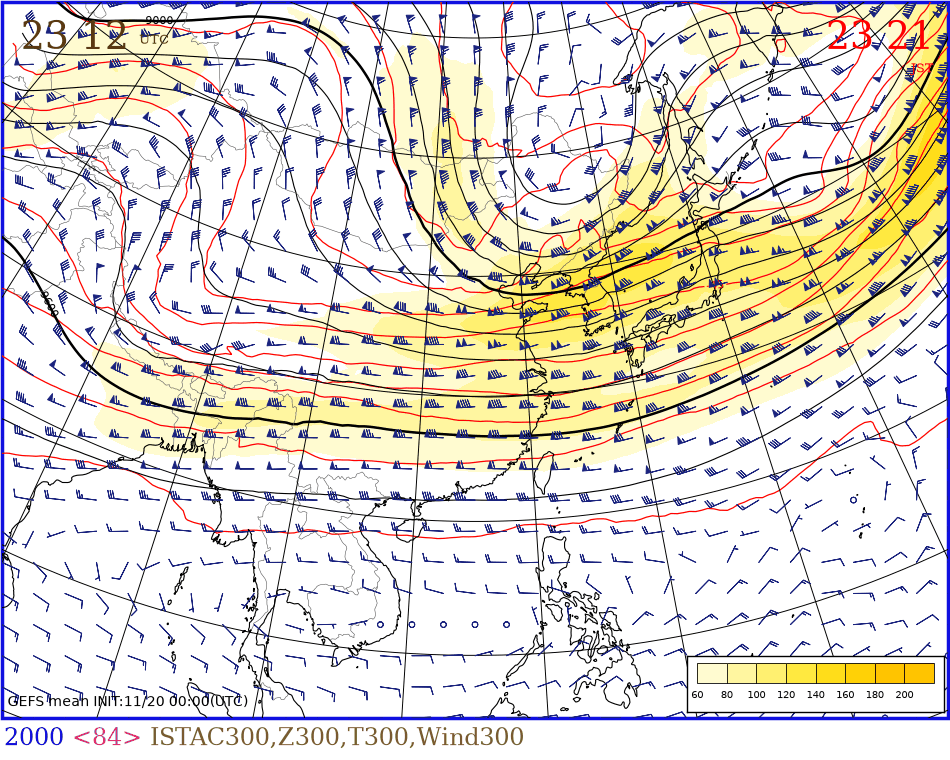 23 12 UTC
9000
23 21 JST
9600
60 80 100 120 140 160 180 200
GEFS mean INIT:11/20 00:00(UTC)
2000 <84> ISTAC300,Z300,T300,Wind300